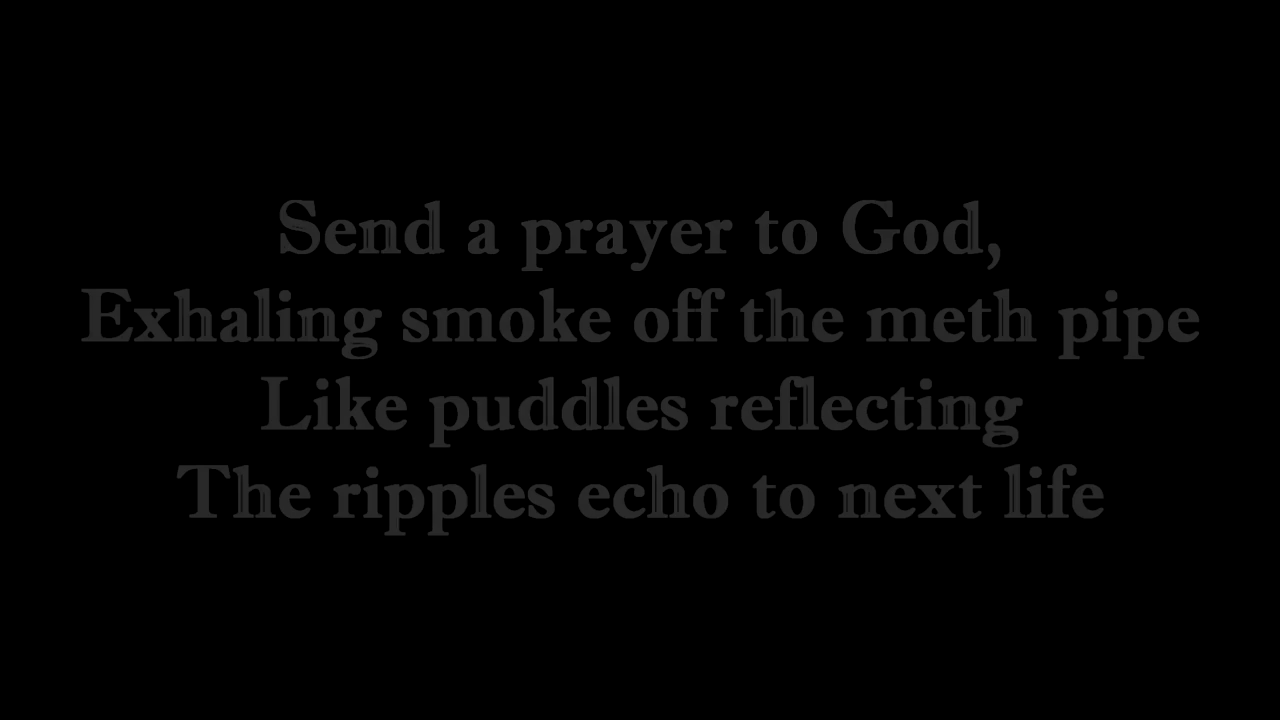 Send a prayer to God,
Exhaling smoke off the meth pipe
Like puddles reflecting
The ripples echo to next life